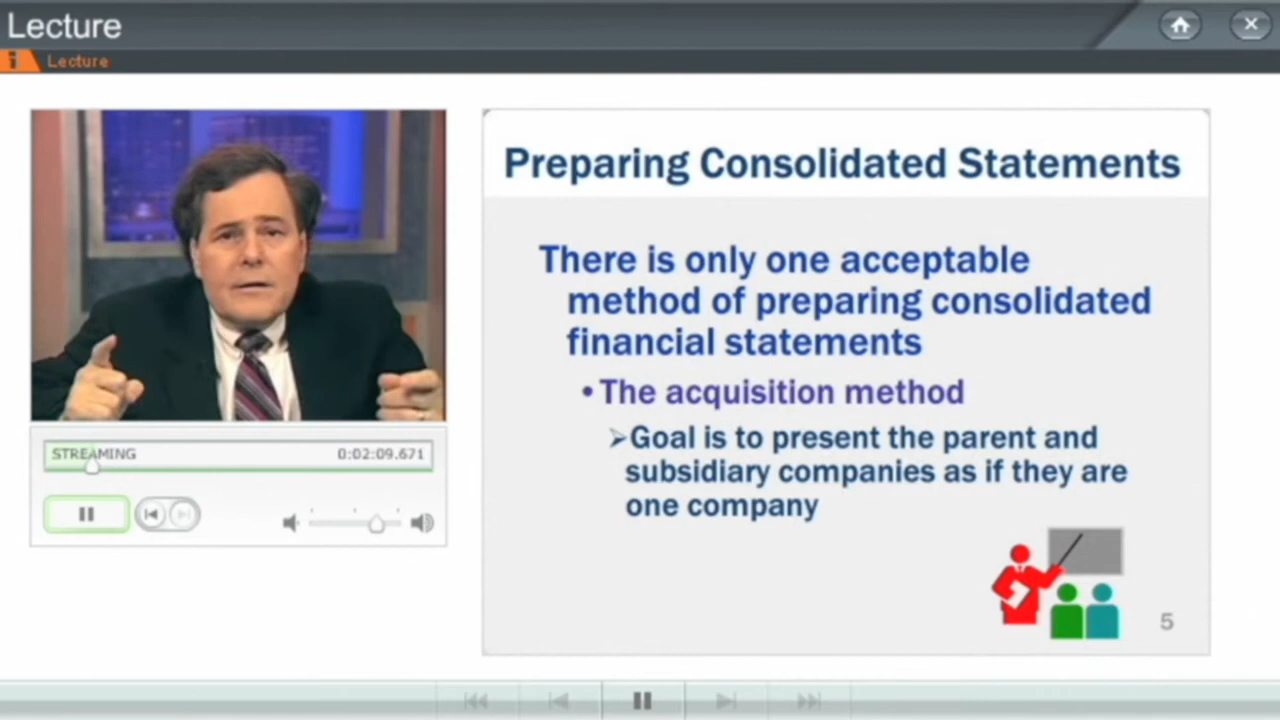 Lecture
i Lecture
Preparing Consolidated Statements
There is only one acceptable
method of preparing consolidated
financial statements
•The acquisition method
➢Goal is to present the parent and
subsidiary companies as if they are
one company
5
STREAMING 0:02:09.671